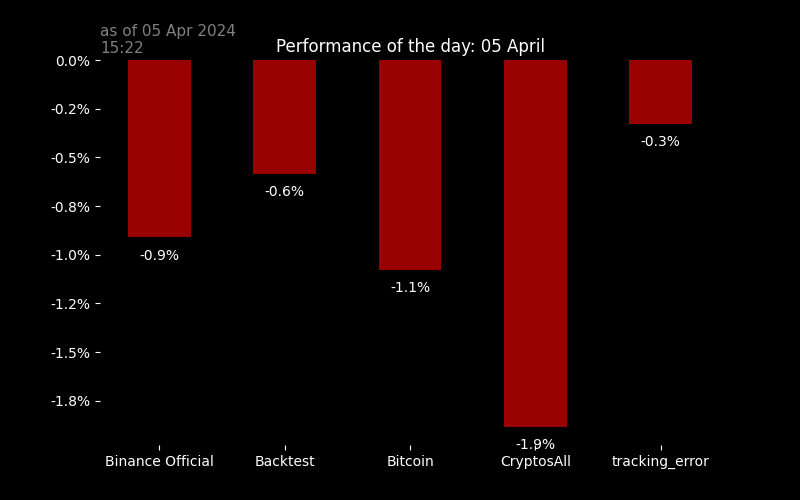 as of 05 Apr 2024
15:22
Performance of the day: 05 April
0.0%
-0.2%
-0.5%
-0.8%
-1.0%
-1.2%
-1.5%
-1.8%
-0.9%
-0.6%
-1.1%
-1.9%
-0.3%
Binance Official
Backtest
Bitcoin
CryptosAll
tracking_error